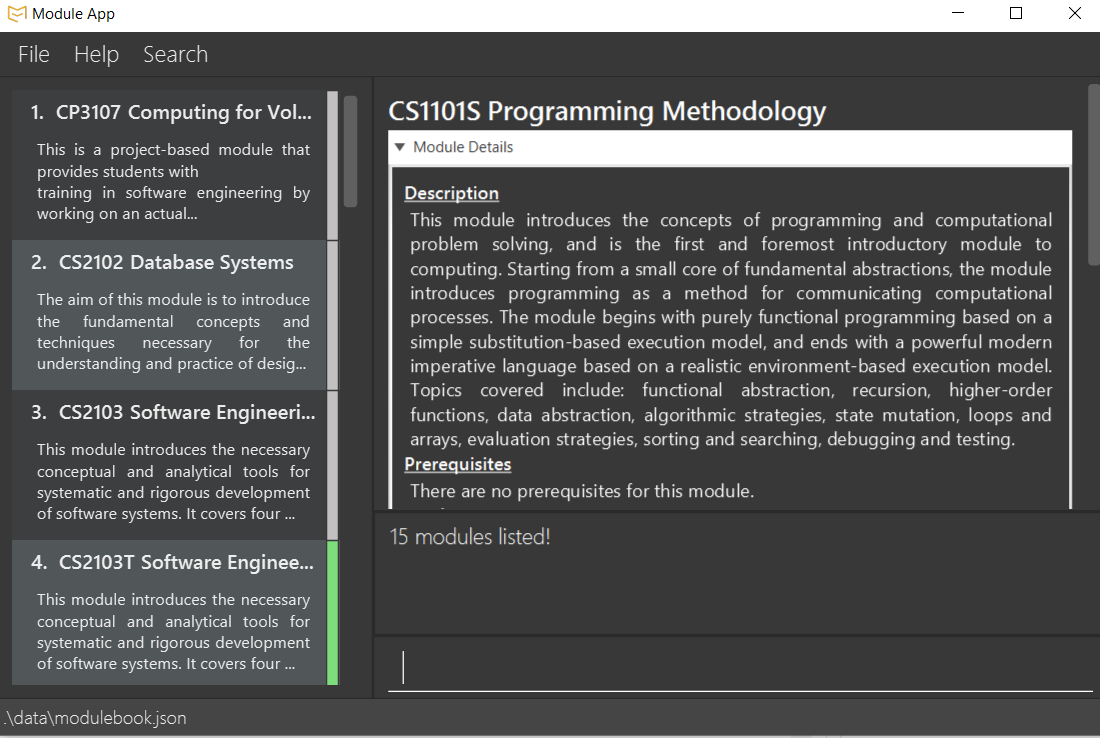 Module App
File Help Search
1. CP3107 Computing for Vol...
This is a project-based module that
provides students with
training in software engineering by
working on an actual...
2. CS2102 Database Systems
The aim of this module is to introduce
the fundamental concepts and
techniques necessary for the
understanding and practice of desig...
3. CS2103 Software Engineeri...
This module introduces the necessary
conceptual and analytical tools for
systematic and rigorous development
of software systems. It covers four ...
4. CS2103T Software Enginee...
This module introduces the necessary
conceptual and analytical tools for
systematic and rigorous development
of software systems. It covers four ...
CS1101S Programming Methodology
Module Details
Description
This module introduces the concepts of programming and computational
problem solving, and is the first and foremost introductory module to
computing. Starting from a small core of fundamental abstractions, the module
introduces programming as a method for communicating computational
processes. The module begins with purely functional programming based on a
simple substitution-based execution model, and ends with a powerful modern
imperative language based on a realistic environment-based execution model.
Topics covered include: functional abstraction, recursion, higher-order
functions, data abstraction, algorithmic strategies, state mutation, loops and
arrays, evaluation strategies, sorting and searching, debugging and testing.
Prerequisites
There are no prerequisites for this module.
15 modules listed!
.\data\modulebook.json